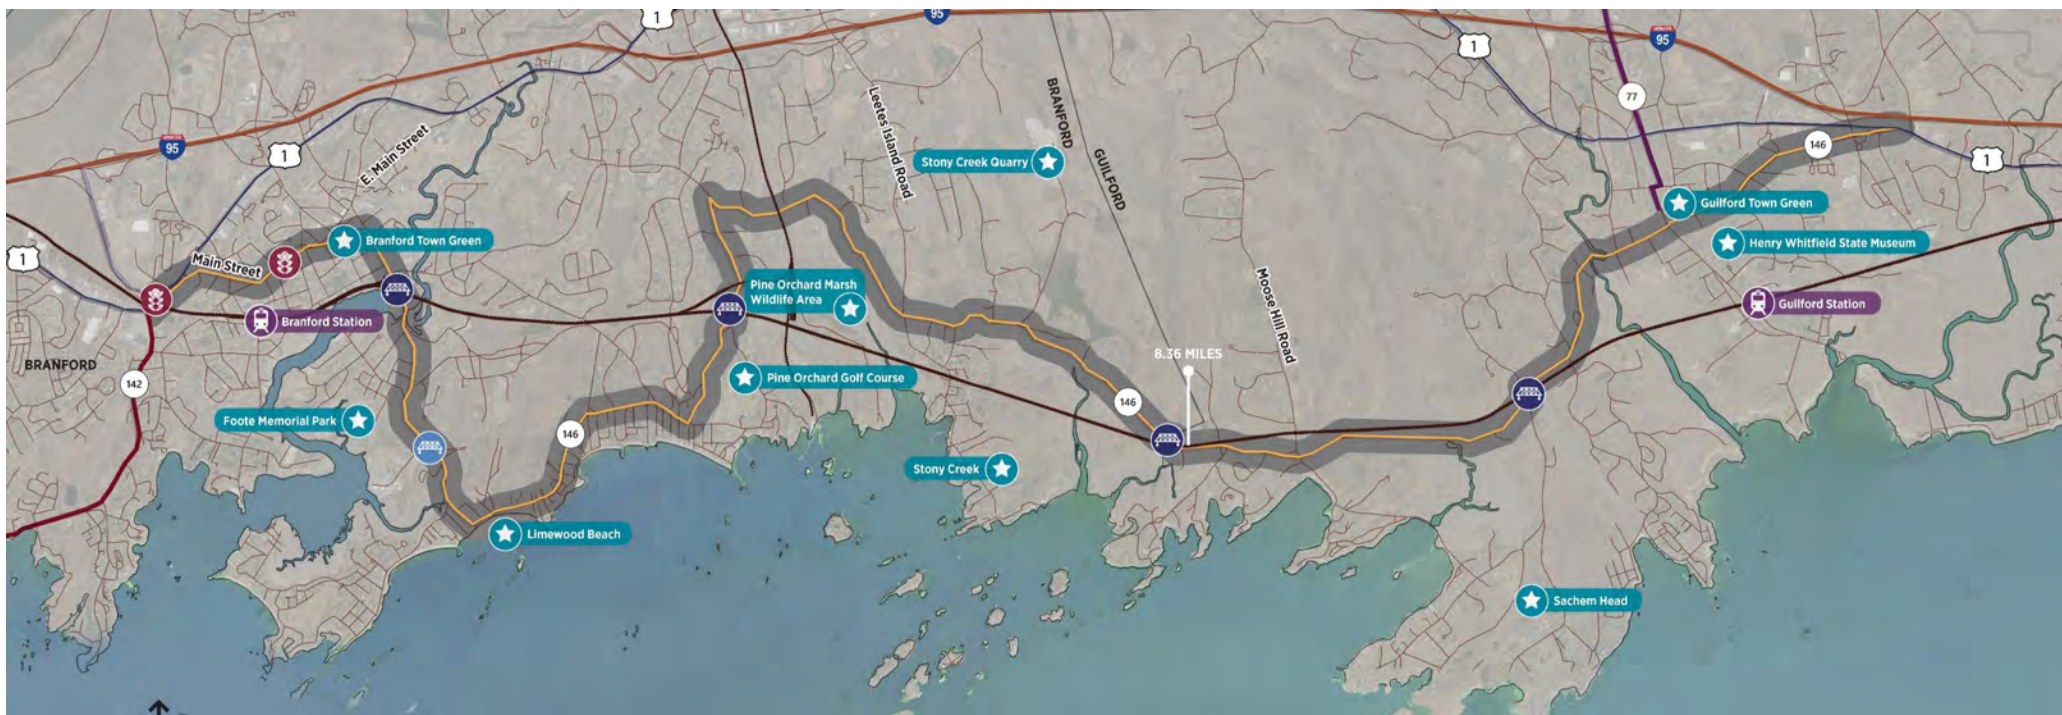 1
95
1
95
1
77
146
1
95
1
E. Main Street
Leetes Island Road
BRANFORD
GUILFORD
Stony Creek Quarry
Guilford Town Green
Henry Whitfield State Museum
Branford Town Green
Main Street
1
Pine Orchard Marsh
Wildlife Area
Moose Hill Road
Guilford Station
Branford Station
BRANFORD
8.36 MILES
142
Pine Orchard Golf Course
146
Foote Memorial Park
146
Stony Creek
Limewood Beach
Sachem Head